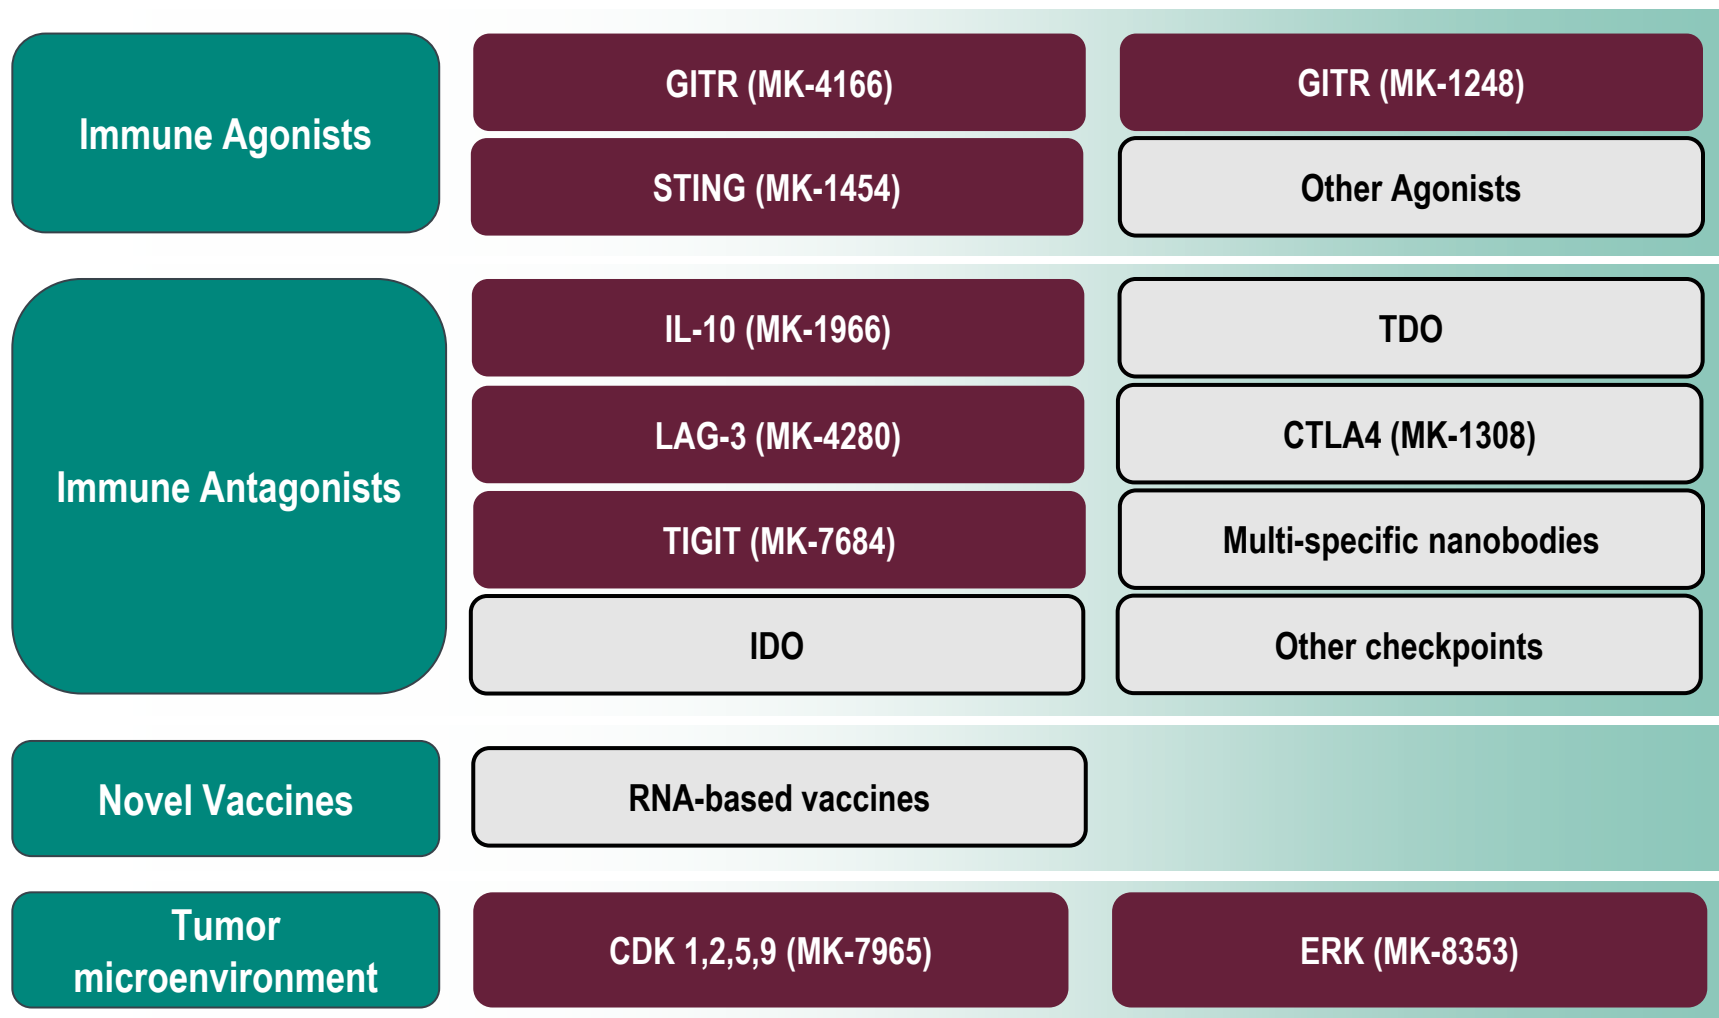 Immune Agonists
GITR (MK-4166)
GITR (MK-1248)
STING (MK-1454)
Other Agonists
Immune Antagonists
IL-10 (MK-1966)
TDO
LAG-3 (MK-4280)
CTLA4 (MK-1308)
TIGIT (MK-7684)
Multi-specific nanobodies
IDO
Other checkpoints
Novel Vaccines
RNA-based vaccines
Tumor
microenvironment
CDK 1,2,5,9 (MK-7965)
ERK (MK-8353)